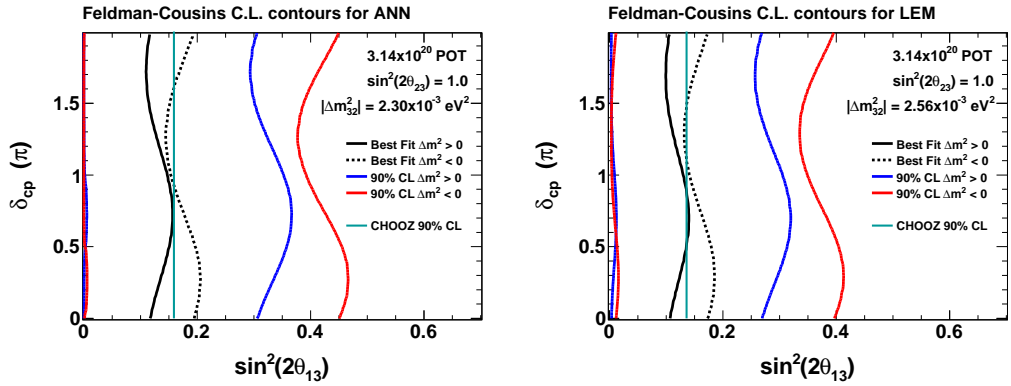 Feldman-Cousins C.L. contours for ANN
3.14x10²⁰ POT
sin²(2θ₂₃) = 1.0
|Δm²₃₂| = 2.30x10⁻³ eV²
Best Fit Δm² > 0
Best Fit Δm² < 0
90% CL Δm² > 0
90% CL Δm² < 0
CHOOZ 90% CL
δcp (π)
1.5
1
0.5
0
0 0.2 0.4 0.6
sin²(2θ₁₃)
Feldman-Cousins C.L. contours for LEM
3.14x10²⁰ POT
sin²(2θ₂₃) = 1.0
|Δm²₃₂| = 2.56x10⁻³ eV²
Best Fit Δm² > 0
Best Fit Δm² < 0
90% CL Δm² > 0
90% CL Δm² < 0
CHOOZ 90% CL
δcp (π)
1.5
1
0.5
0
0 0.2 0.4 0.6
sin²(2θ₁₃)